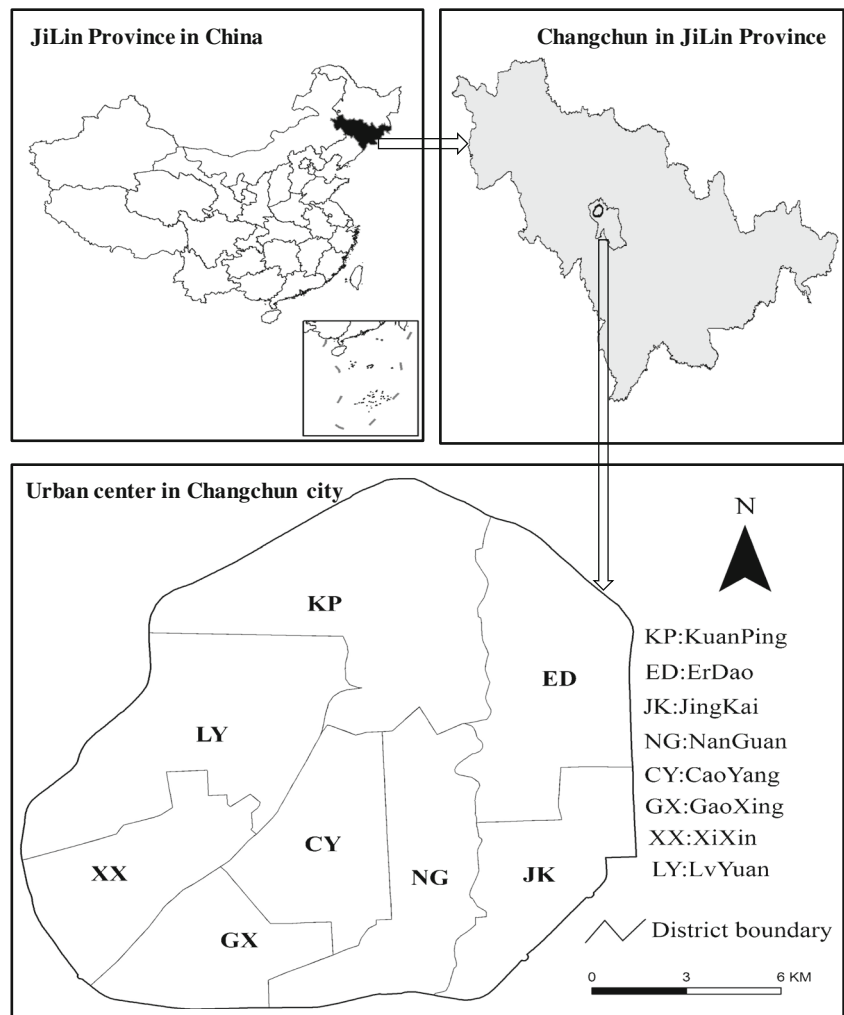 JiLin Province in China
Changchun in JiLin Province
Urban center in Changchun city
N
KP
ED
LY
CY
XX
NG
JK
GX
KP:KuanPing
ED:ErDao
JK:JingKai
NG:NanGuan
CY:CaoYang
GX:GaoXing
XX:XiXin
LY:LvYuan
District boundary
0 3 6 KM